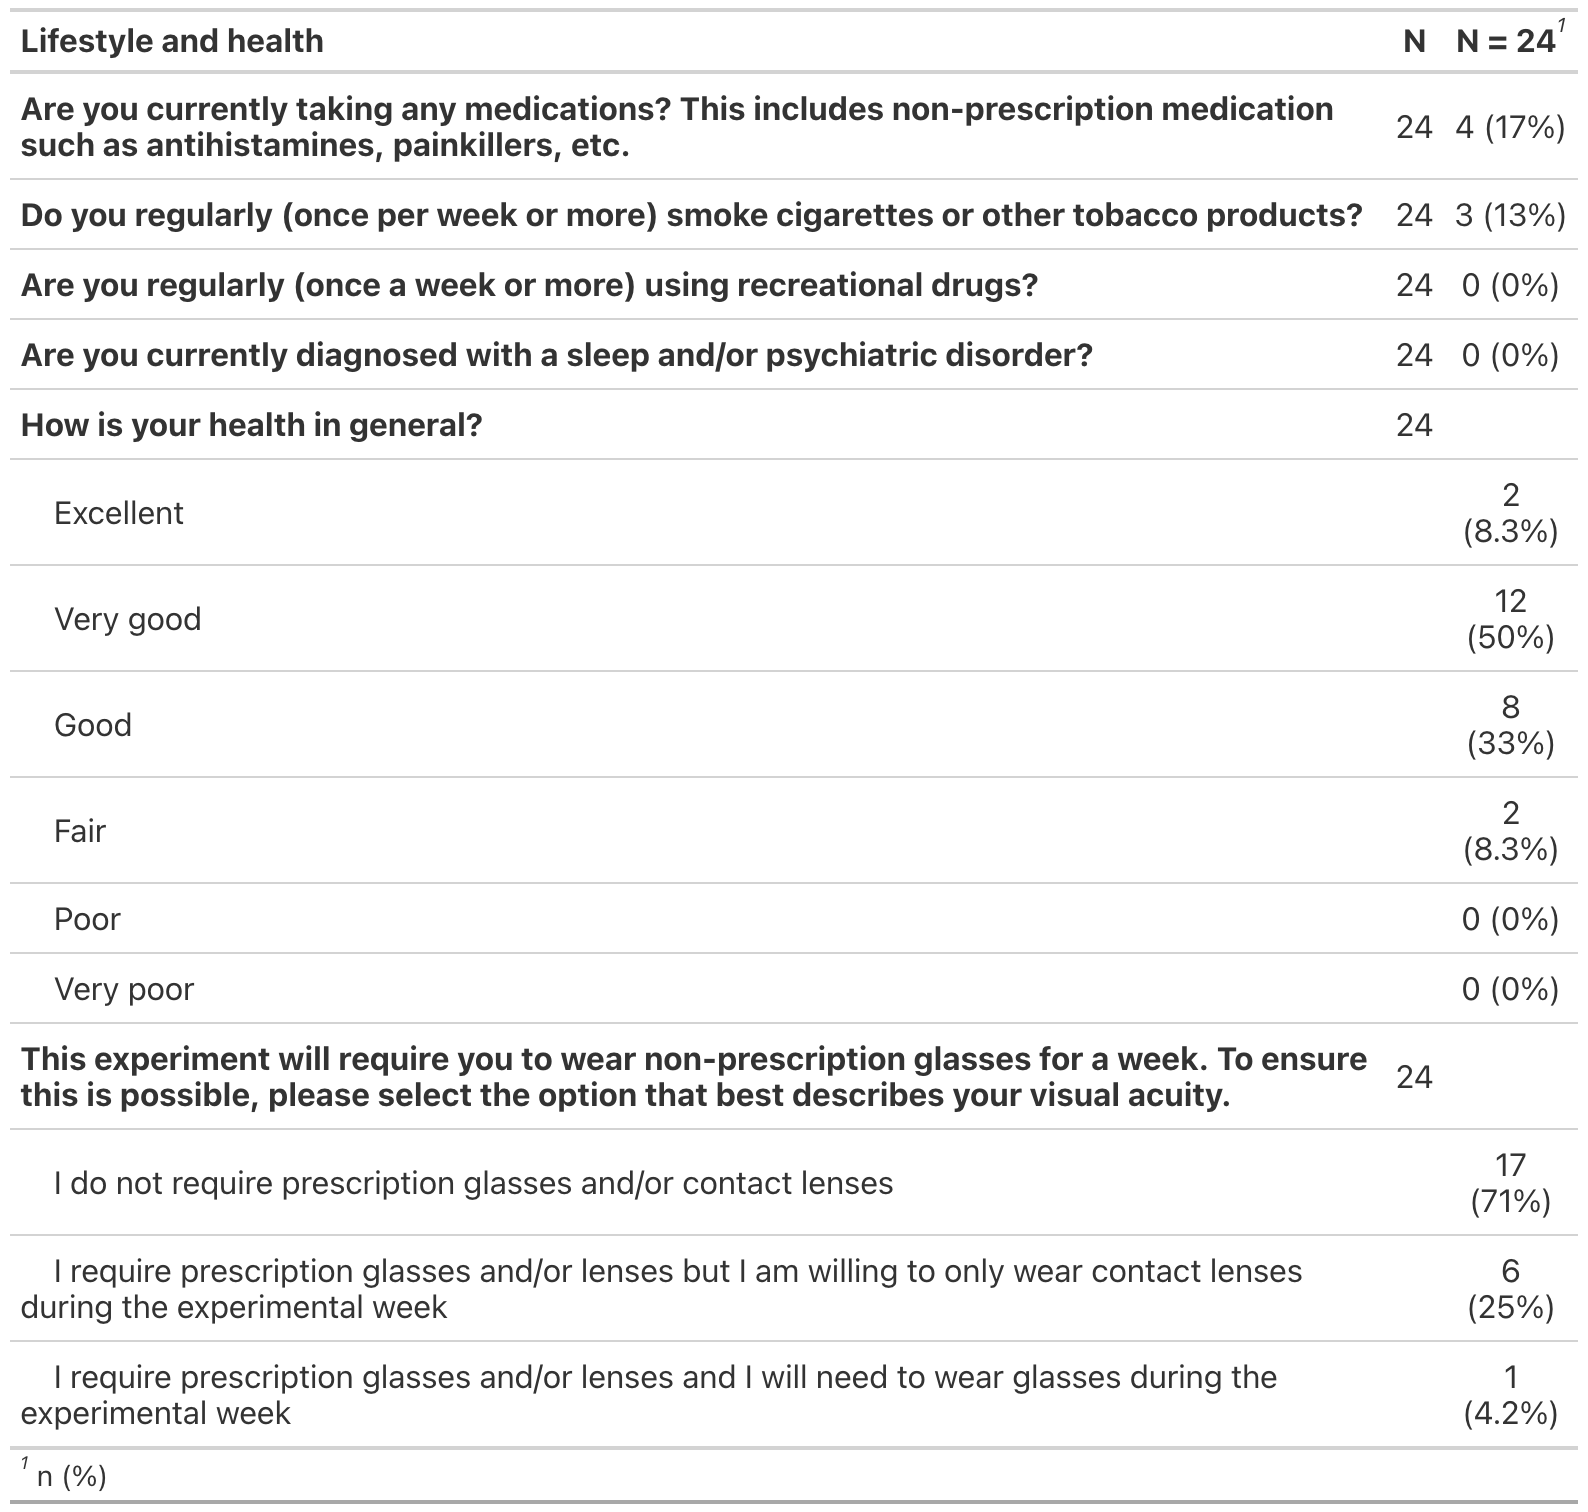 Lifestyle and health N N = 24¹
Are you currently taking any medications? This includes non-prescription medication
such as antihistamines, painkillers, etc. 24 4 (17%)
Do you regularly (once per week or more) smoke cigarettes or other tobacco products? 24 3 (13%)
Are you regularly (once a week or more) using recreational drugs? 24 0 (0%)
Are you currently diagnosed with a sleep and/or psychiatric disorder? 24 0 (0%)
How is your health in general? 24
Excellent 2
(8.3%)
Very good 12
(50%)
Good 8
(33%)
Fair 2
(8.3%)
Poor 0 (0%)
Very poor 0 (0%)
This experiment will require you to wear non-prescription glasses for a week. To ensure
this is possible, please select the option that best describes your visual acuity. 24
I do not require prescription glasses and/or contact lenses 17
(71%)
I require prescription glasses and/or lenses but I am willing to only wear contact lenses 6
during the experimental week (25%)
I require prescription glasses and/or lenses and I will need to wear glasses during the 1
experimental week (4.2%)
¹ n (%)